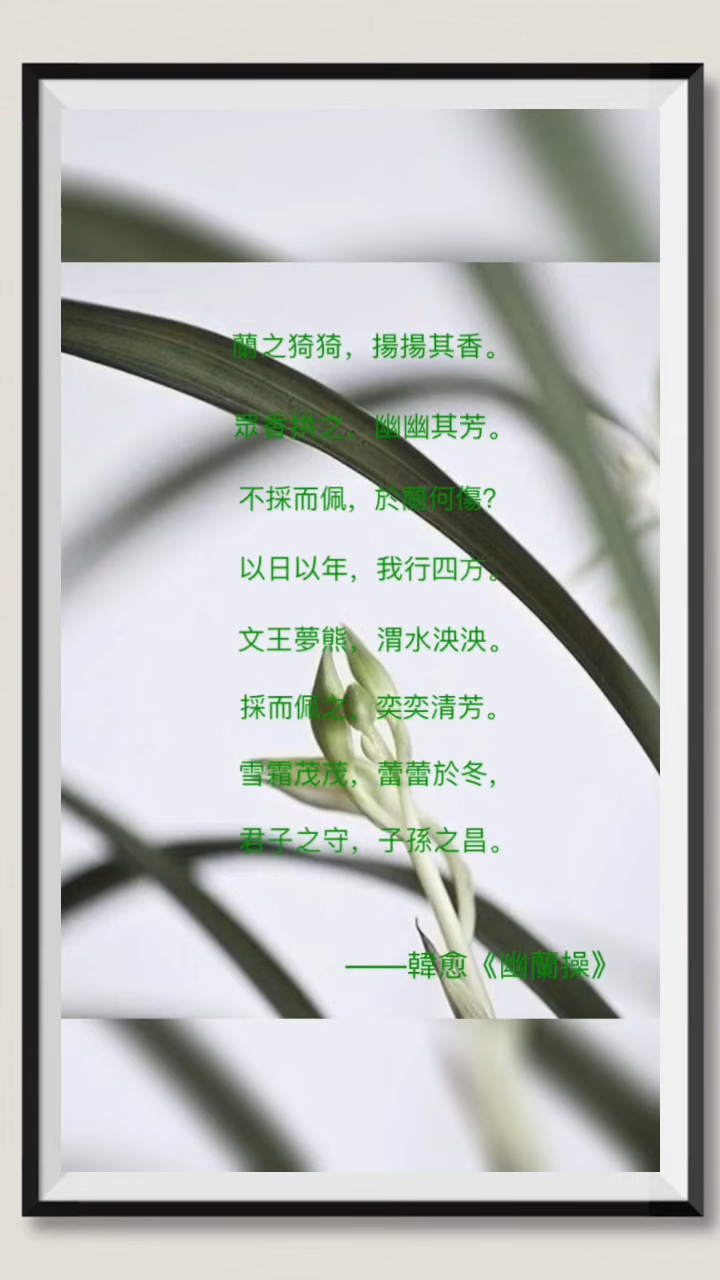 蘭之猗猗，揚揚其香。
眾香拱之，幽幽其芳。
不採而佩，於蘭何傷？
以日以年，我行四方。
文王夢熊，渭水泱泱。
採而佩之，奕奕清芳。
雪霜茂茂，蕾蕾於冬，
君子之守，子孫之昌。
——韓愈《幽蘭操》